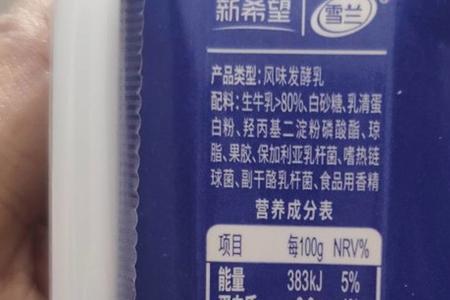 新希望 雪兰
产品类型:风味发酵乳
配料:生牛乳>80%、白砂糖、乳清蛋
白粉、羟丙基二淀粉磷酸酯、琼
脂、果胶、保加利亚乳杆菌、嗜热链
球菌、副干酪乳杆菌、食品用香精
营养成分表
项目 每100g NRV%
能量 383kJ 5%